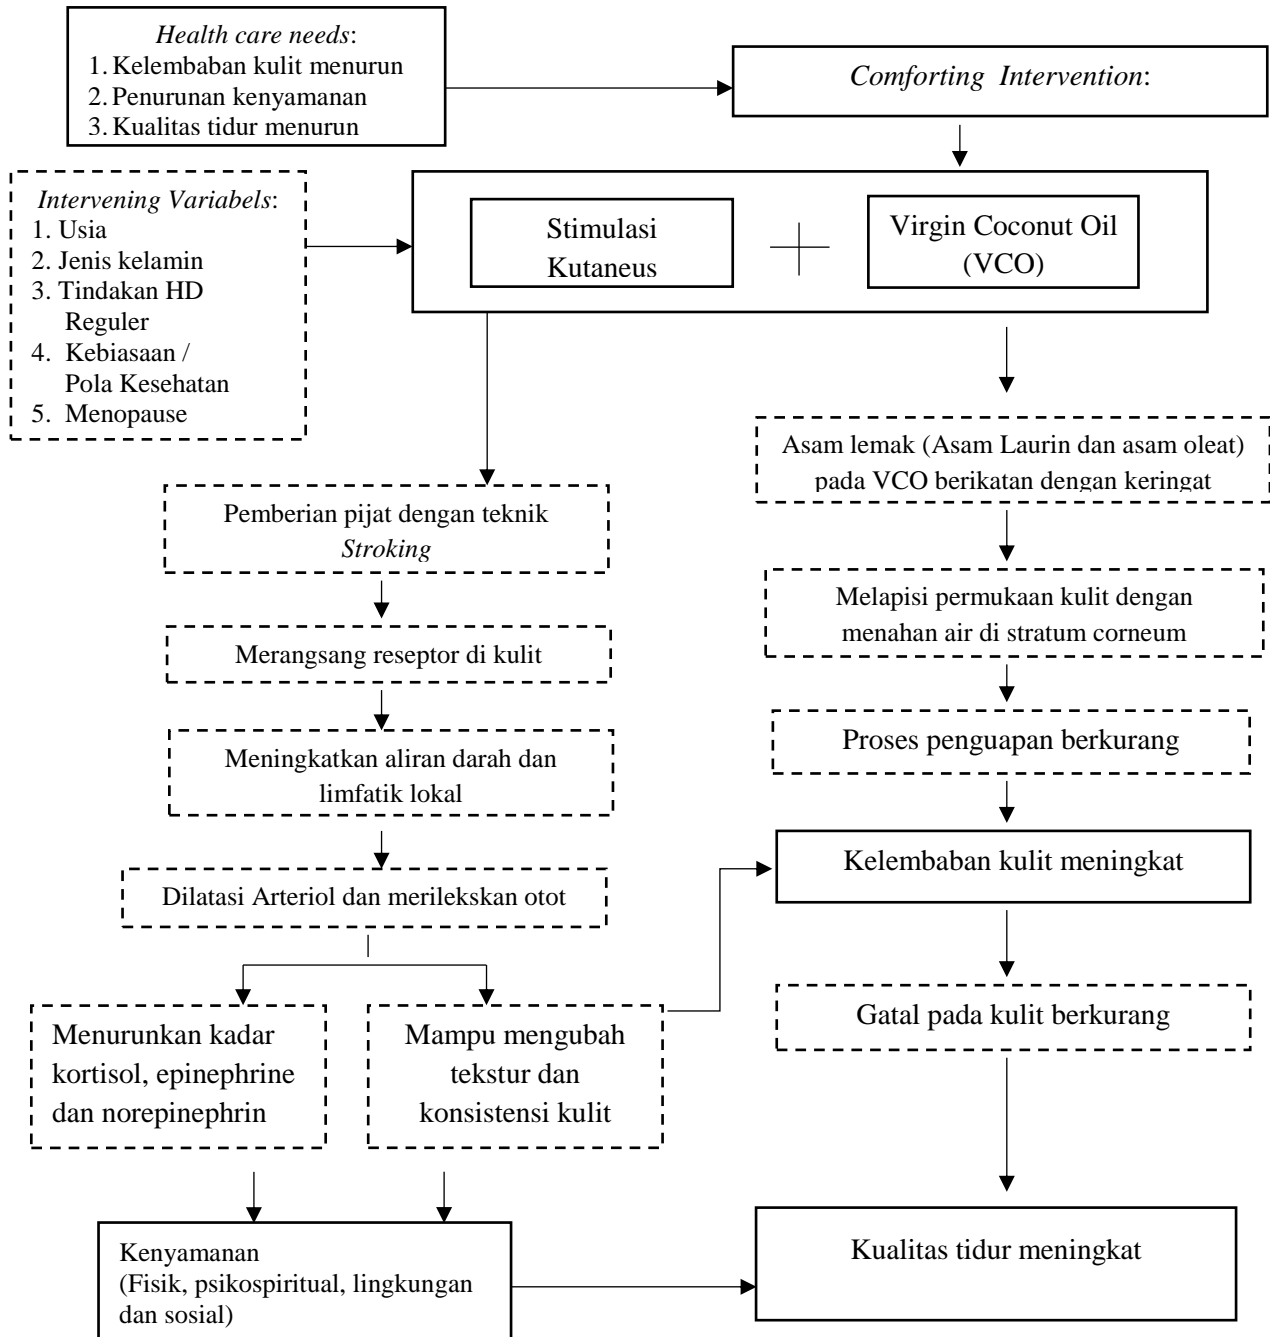 Health care needs:
1. Kelembaban kulit menurun
2. Penurunan kenyamanan
3. Kualitas tidur menurun
Comforting Intervention:
Intervening Variabels:
1. Usia
2. Jenis kelamin
3. Tindakan HD
Reguler
4. Kebiasaan /
Pola Kesehatan
5. Menopause
Stimulasi
Kutaneus
Virgin Coconut Oil
(VCO)
Pemberian pijat dengan teknik
Stroking
Merangsang reseptor di kulit
Meningkatkan aliran darah dan
limfatik lokal
Dilatasi Arteriol dan merilekskan otot
Menurunkan kadar
kortisol, epinephrine
dan norepinephrin
Mampu mengubah
tekstur dan
konsistensi kulit
Asam lemak (Asam Laurin dan asam oleat)
pada VCO berikatan dengan keringat
Melapisi permukaan kulit dengan
menahan air di stratum corneum
Proses penguapan berkurang
Kelembaban kulit meningkat
Gatal pada kulit berkurang
Kenyamanan
(Fisik, psikospiritual, lingkungan
dan sosial)
Kualitas tidur meningkat